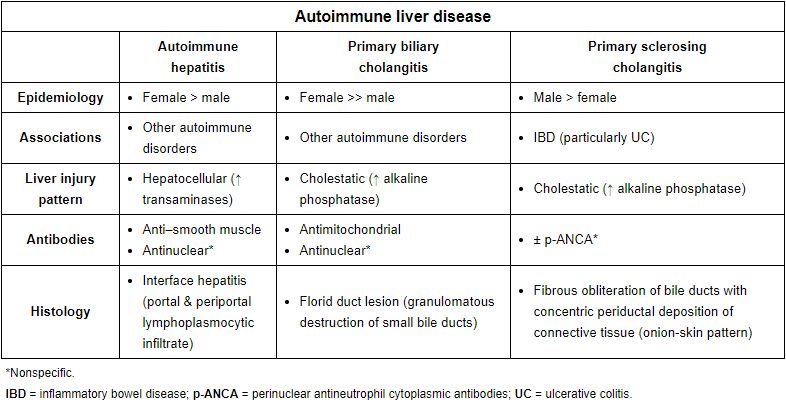 Autoimmune liver disease
Autoimmune
hepatitis
Primary biliary
cholangitis
Primary sclerosing
cholangitis
Epidemiology
• Female > male
• Female >> male
• Male > female
Associations
• Other autoimmune
disorders
• Other autoimmune disorders
• IBD (particularly UC)
Liver injury
pattern
• Hepatocellular (↑
transaminases)
• Cholestatic (↑ alkaline
phosphatase)
• Cholestatic (↑ alkaline phosphatase)
Antibodies
• Anti–smooth muscle
• Antinuclear*
• Antimitochondrial
• Antinuclear*
• ± p-ANCA*
Histology
• Interface hepatitis
(portal & periportal
lymphoplasmocytic
infiltrate)
• Florid duct lesion (granulomatous
destruction of small bile ducts)
• Fibrous obliteration of bile ducts with
concentric periductal deposition of
connective tissue (onion-skin pattern)
*Nonspecific.
IBD = inflammatory bowel disease; p-ANCA = perinuclear antineutrophil cytoplasmic antibodies; UC = ulcerative colitis.